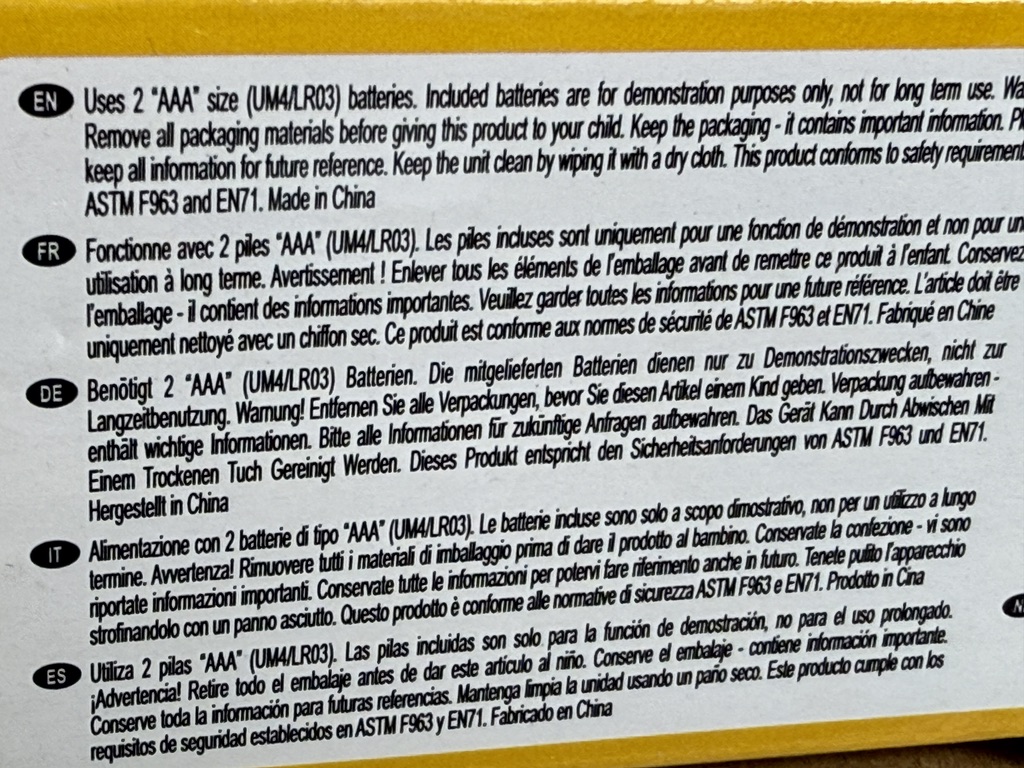 EN Uses 2 "AAA" size (UM4/LR03) batteries. Included batteries are for demonstration purposes only, not for long term use. Wa
Remove all packaging materials before giving this product to your child. Keep the packaging - it contains important information. Pl
keep all information for future reference. Keep the unit clean by wiping it with a dry cloth. This product conforms to safety requirement
ASTM F963 and EN71. Made in China
FR Fonctionne avec 2 piles "AAA" (UM4/LR03). Les piles incluses sont uniquement pour une fonction de démonstration et non pour un
utilisation à long terme. Avertissement ! Enlever tous les éléments de l'emballage avant de remettre ce produit à l'enfant. Conservez
l'emballage - il contient des informations importantes. Veuillez garder toutes les informations pour une future référence. L'article doit être
uniquement nettoyé avec un chiffon sec. Ce produit est conforme aux normes de sécurité de ASTM F963 et EN71. Fabriqué en Chine
DE Benötigt 2 "AAA" (UM4/LR03) Batterien. Die mitgelieferten Batterien dienen nur zu Demonstrationszwecken, nicht zur
Langzeitbenutzung. Warnung! Entfernen Sie alle Verpackungen, bevor Sie diesen Artikel einem Kind geben. Verpackung aufbewahren -
enthält wichtige Informationen. Bitte alle Informationen für zukünftige Anfragen aufbewahren. Das Gerät Kann Durch Abwischen Mit
Einem Trockenen Tuch Gereinigt Werden. Dieses Produkt entspricht den Sicherheitsanforderungen von ASTM F963 und EN71.
Hergestellt in China
IT Alimentazione con 2 batterie di tipo "AAA" (UM4/LR03). Le batterie incluse sono solo a scopo dimostrativo, non per un utilizzo a lungo
termine. Avvertenza! Rimuovere tutti i materiali di imballaggio prima di dare il prodotto al bambino. Conservate la confezione - vi sono
riportate informazioni importanti. Conservate tutte le informazioni per potervi fare riferimento anche in futuro. Tenete pulito l'apparecchio
strofinandolo con un panno asciutto. Questo prodotto è conforme alle normative di sicurezza ASTM F963 e EN71. Prodotto in Cina
ES Utiliza 2 pilas "AAA" (UM4/LR03). Las pilas incluidas son solo para la función de demostración, no para el uso prolongado.
¡Advertencia! Retire todo el embalaje antes de dar este artículo al niño. Conserve el embalaje - contiene información importante.
Conserve toda la información para futuras referencias. Mantenga limpia la unidad usando un paño seco. Este producto cumple con los
requisitos de seguridad establecidos en ASTM F963 y EN71. Fabricado en China